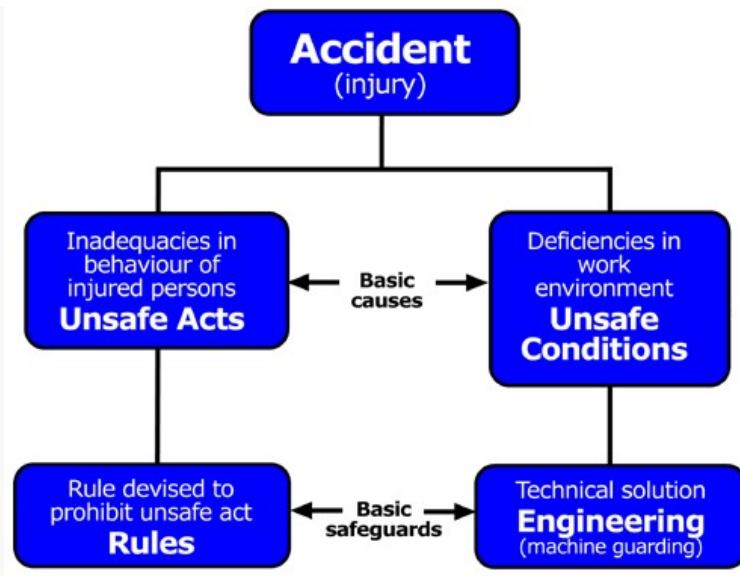 Accident
(injury)
Inadequacies in
behaviour of
injured persons
Unsafe Acts
Basic
causes
Deficiencies in
work
environment
Unsafe
Conditions
Rule devised to
prohibit unsafe act
Rules
Basic
safeguards
Technical solution
Engineering
(machine guarding)